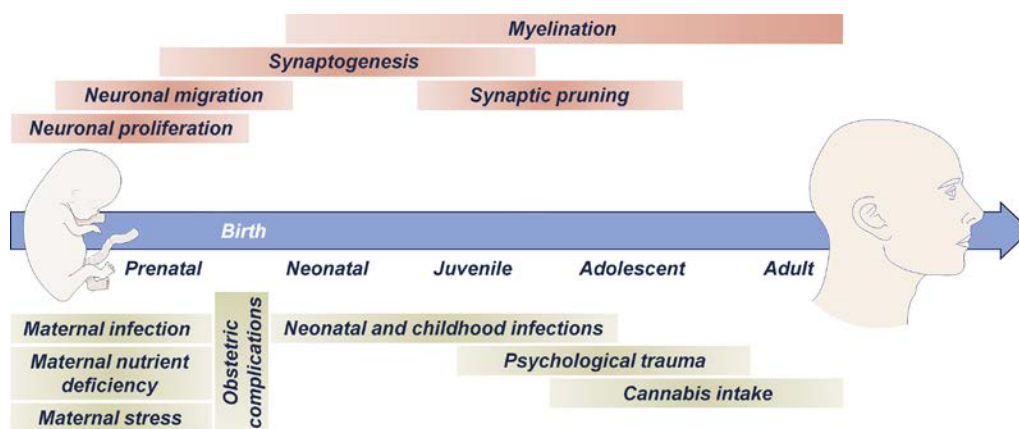 Myelination
Synaptogenesis
Neuronal migration
Synaptic pruning
Neuronal proliferation
Birth
Prenatal
Neonatal
Juvenile
Adolescent
Adult
Maternal infection
Maternal nutrient
deficiency
Maternal stress
Obstetric
complications
Neonatal and childhood infections
Psychological trauma
Cannabis intake